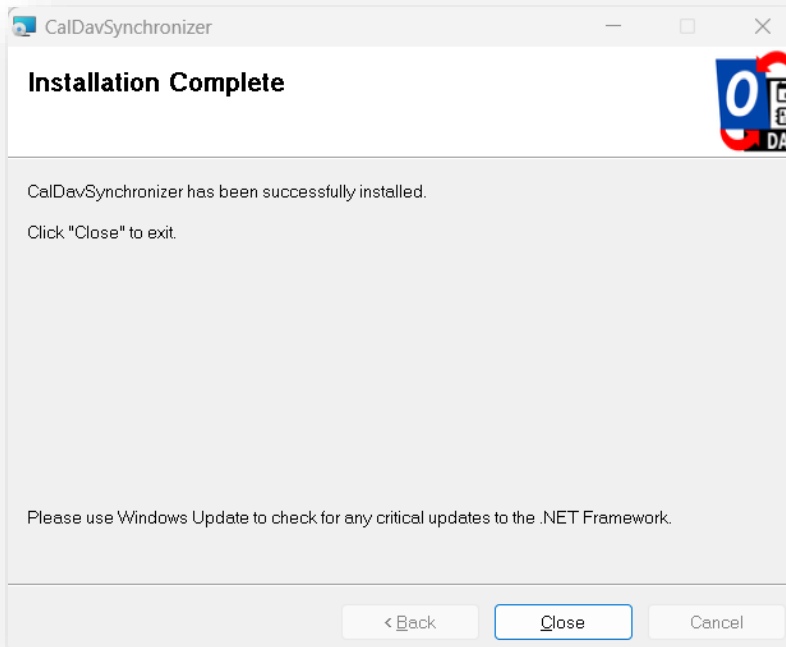 CalDavSynchronizer
Installation Complete
O
DA
CalDavSynchronizer has been successfully installed.
Click "Close" to exit.
Please use Windows Update to check for any critical updates to the .NET Framework.
< Back
Close
Cancel